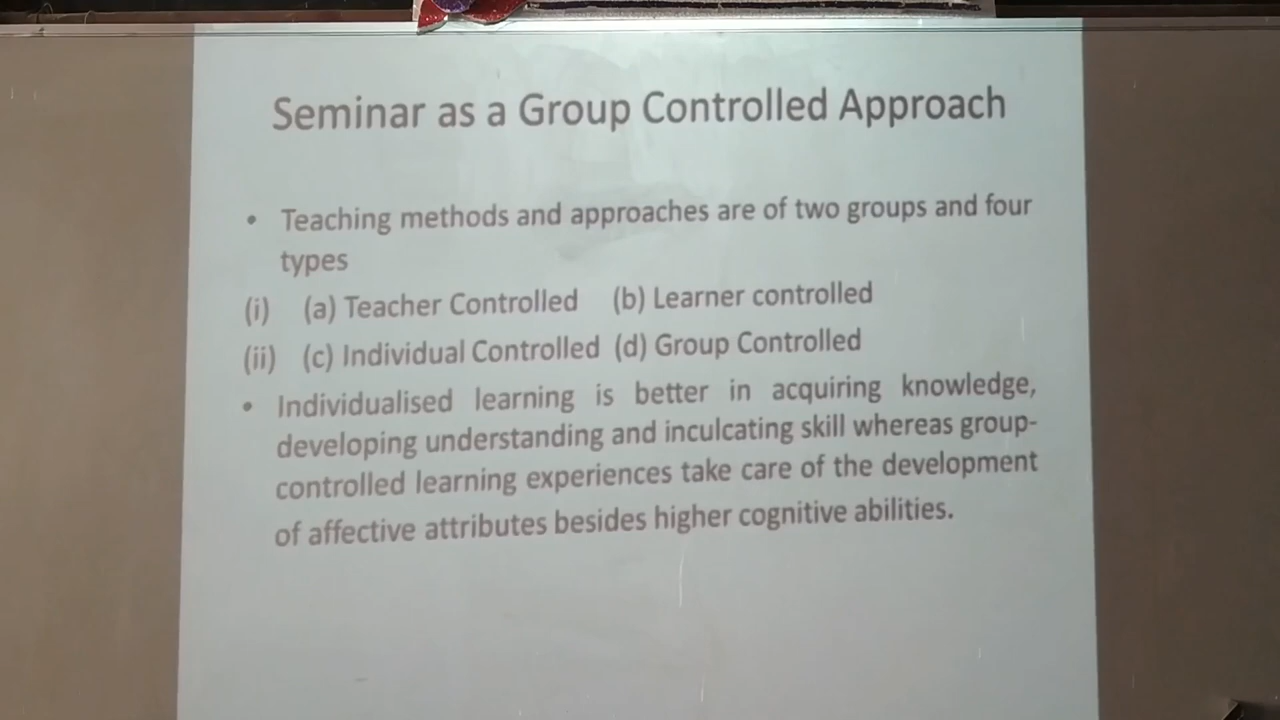 Seminar as a Group Controlled Approach
• Teaching methods and approaches are of two groups and four
types
(i) (a) Teacher Controlled (b) Learner controlled
(ii) (c) Individual Controlled (d) Group Controlled
• Individualised learning is better in acquiring knowledge,
developing understanding and inculcating skill whereas group-
controlled learning experiences take care of the development
of affective attributes besides higher cognitive abilities.